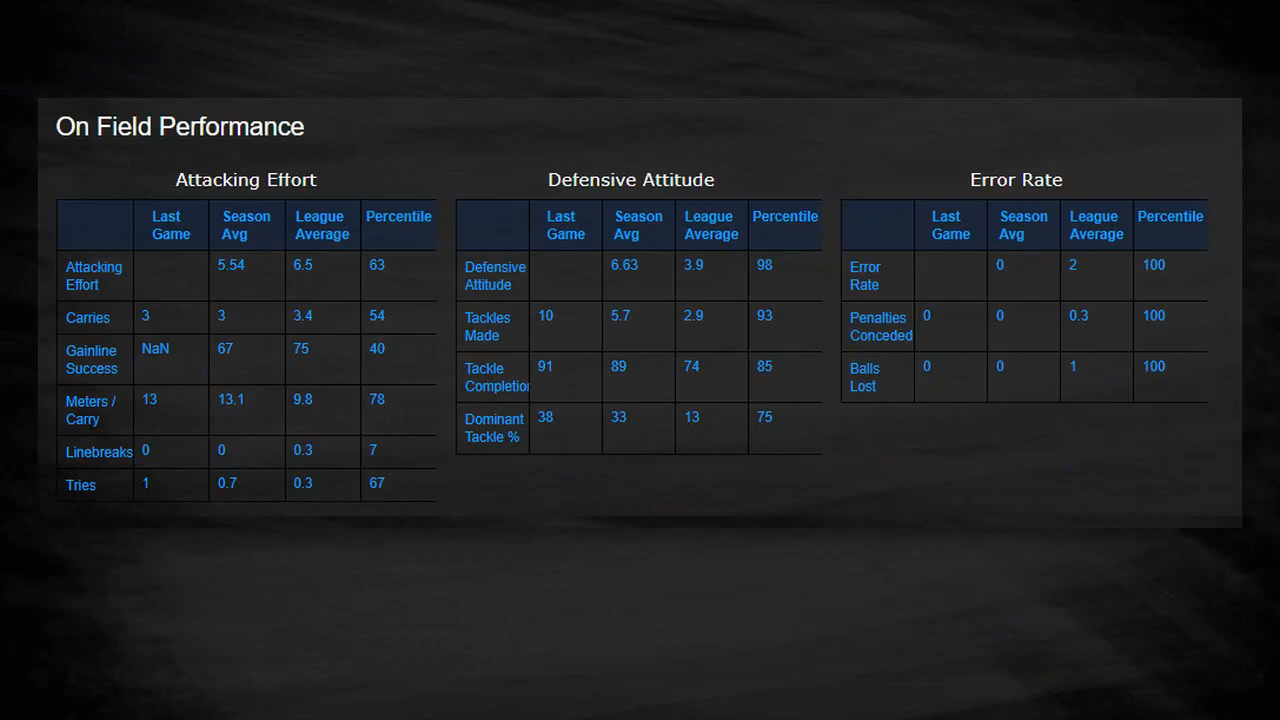 On Field Performance
Attacking Effort
Last Game Season Avg League Average Percentile
Attacking Effort 5.54 6.5 63
Carries 3 3 3.4 54
Gainline Success NaN 67 75 40
Meters / Carry 13 13.1 9.8 78
Linebreaks 0 0 0.3 7
Tries 1 0.7 0.3 67
Defensive Attitude
Last Game Season Avg League Average Percentile
Defensive Attitude 6.63 3.9 98
Tackles Made 10 5.7 2.9 93
Tackle Completion 91 89 74 85
Dominant Tackle % 38 33 13 75
Error Rate
Last Game Season Avg League Average Percentile
Error Rate 0 2 100
Penalties Conceded 0 0 0.3 100
Balls Lost 0 0 1 100